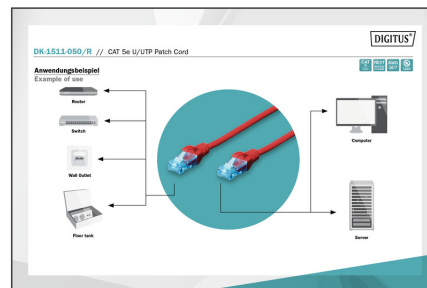 DIGITUS®
DK-1511-050/R // CAT 5e U/UTP Patch Cord
Anwendungsbeispiel
Example of use
Router
Switch
Wall Outlet
Floor tank
Computer
Server